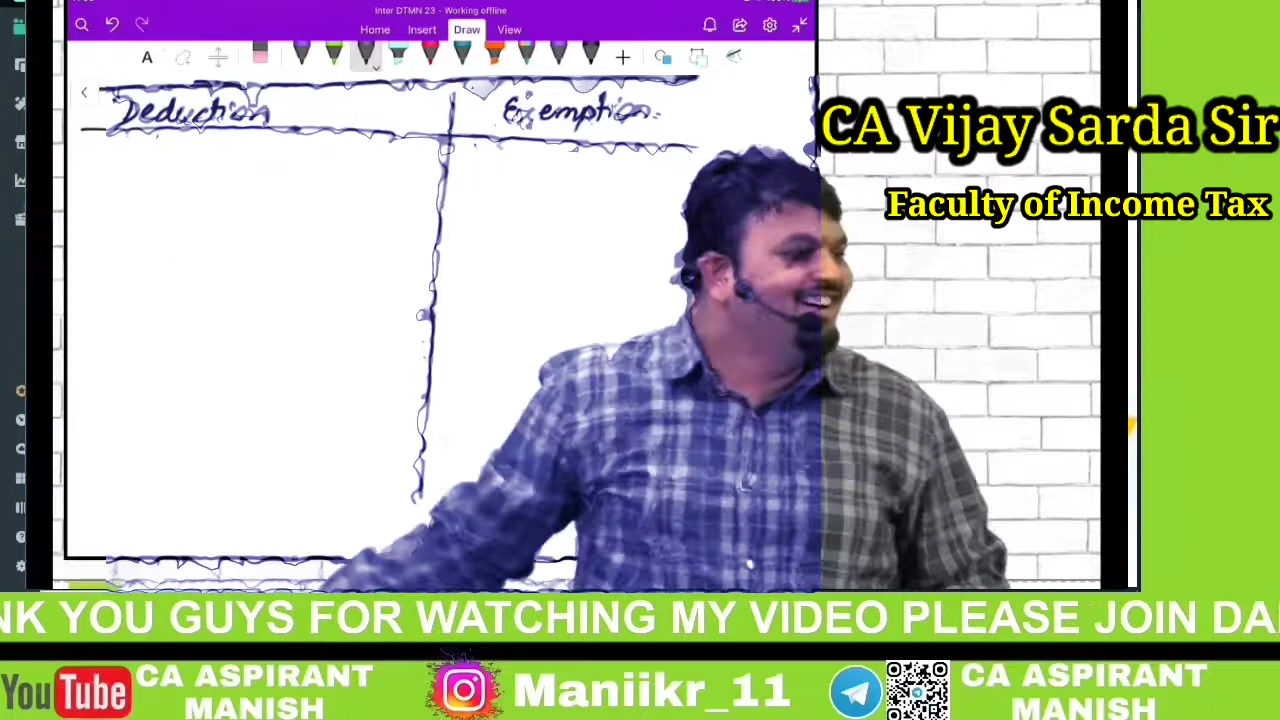 Inter DTMN 23 - Working offline
Home Insert Draw View
A
Deduction Exemption
CA Vijay Sarda Sir
Faculty of Income Tax
NK YOU GUYS FOR WATCHING MY VIDEO PLEASE JOIN DA
YouTube CA ASPIRANT MANISH
Maniikr_11
CA ASPIRANT MANISH